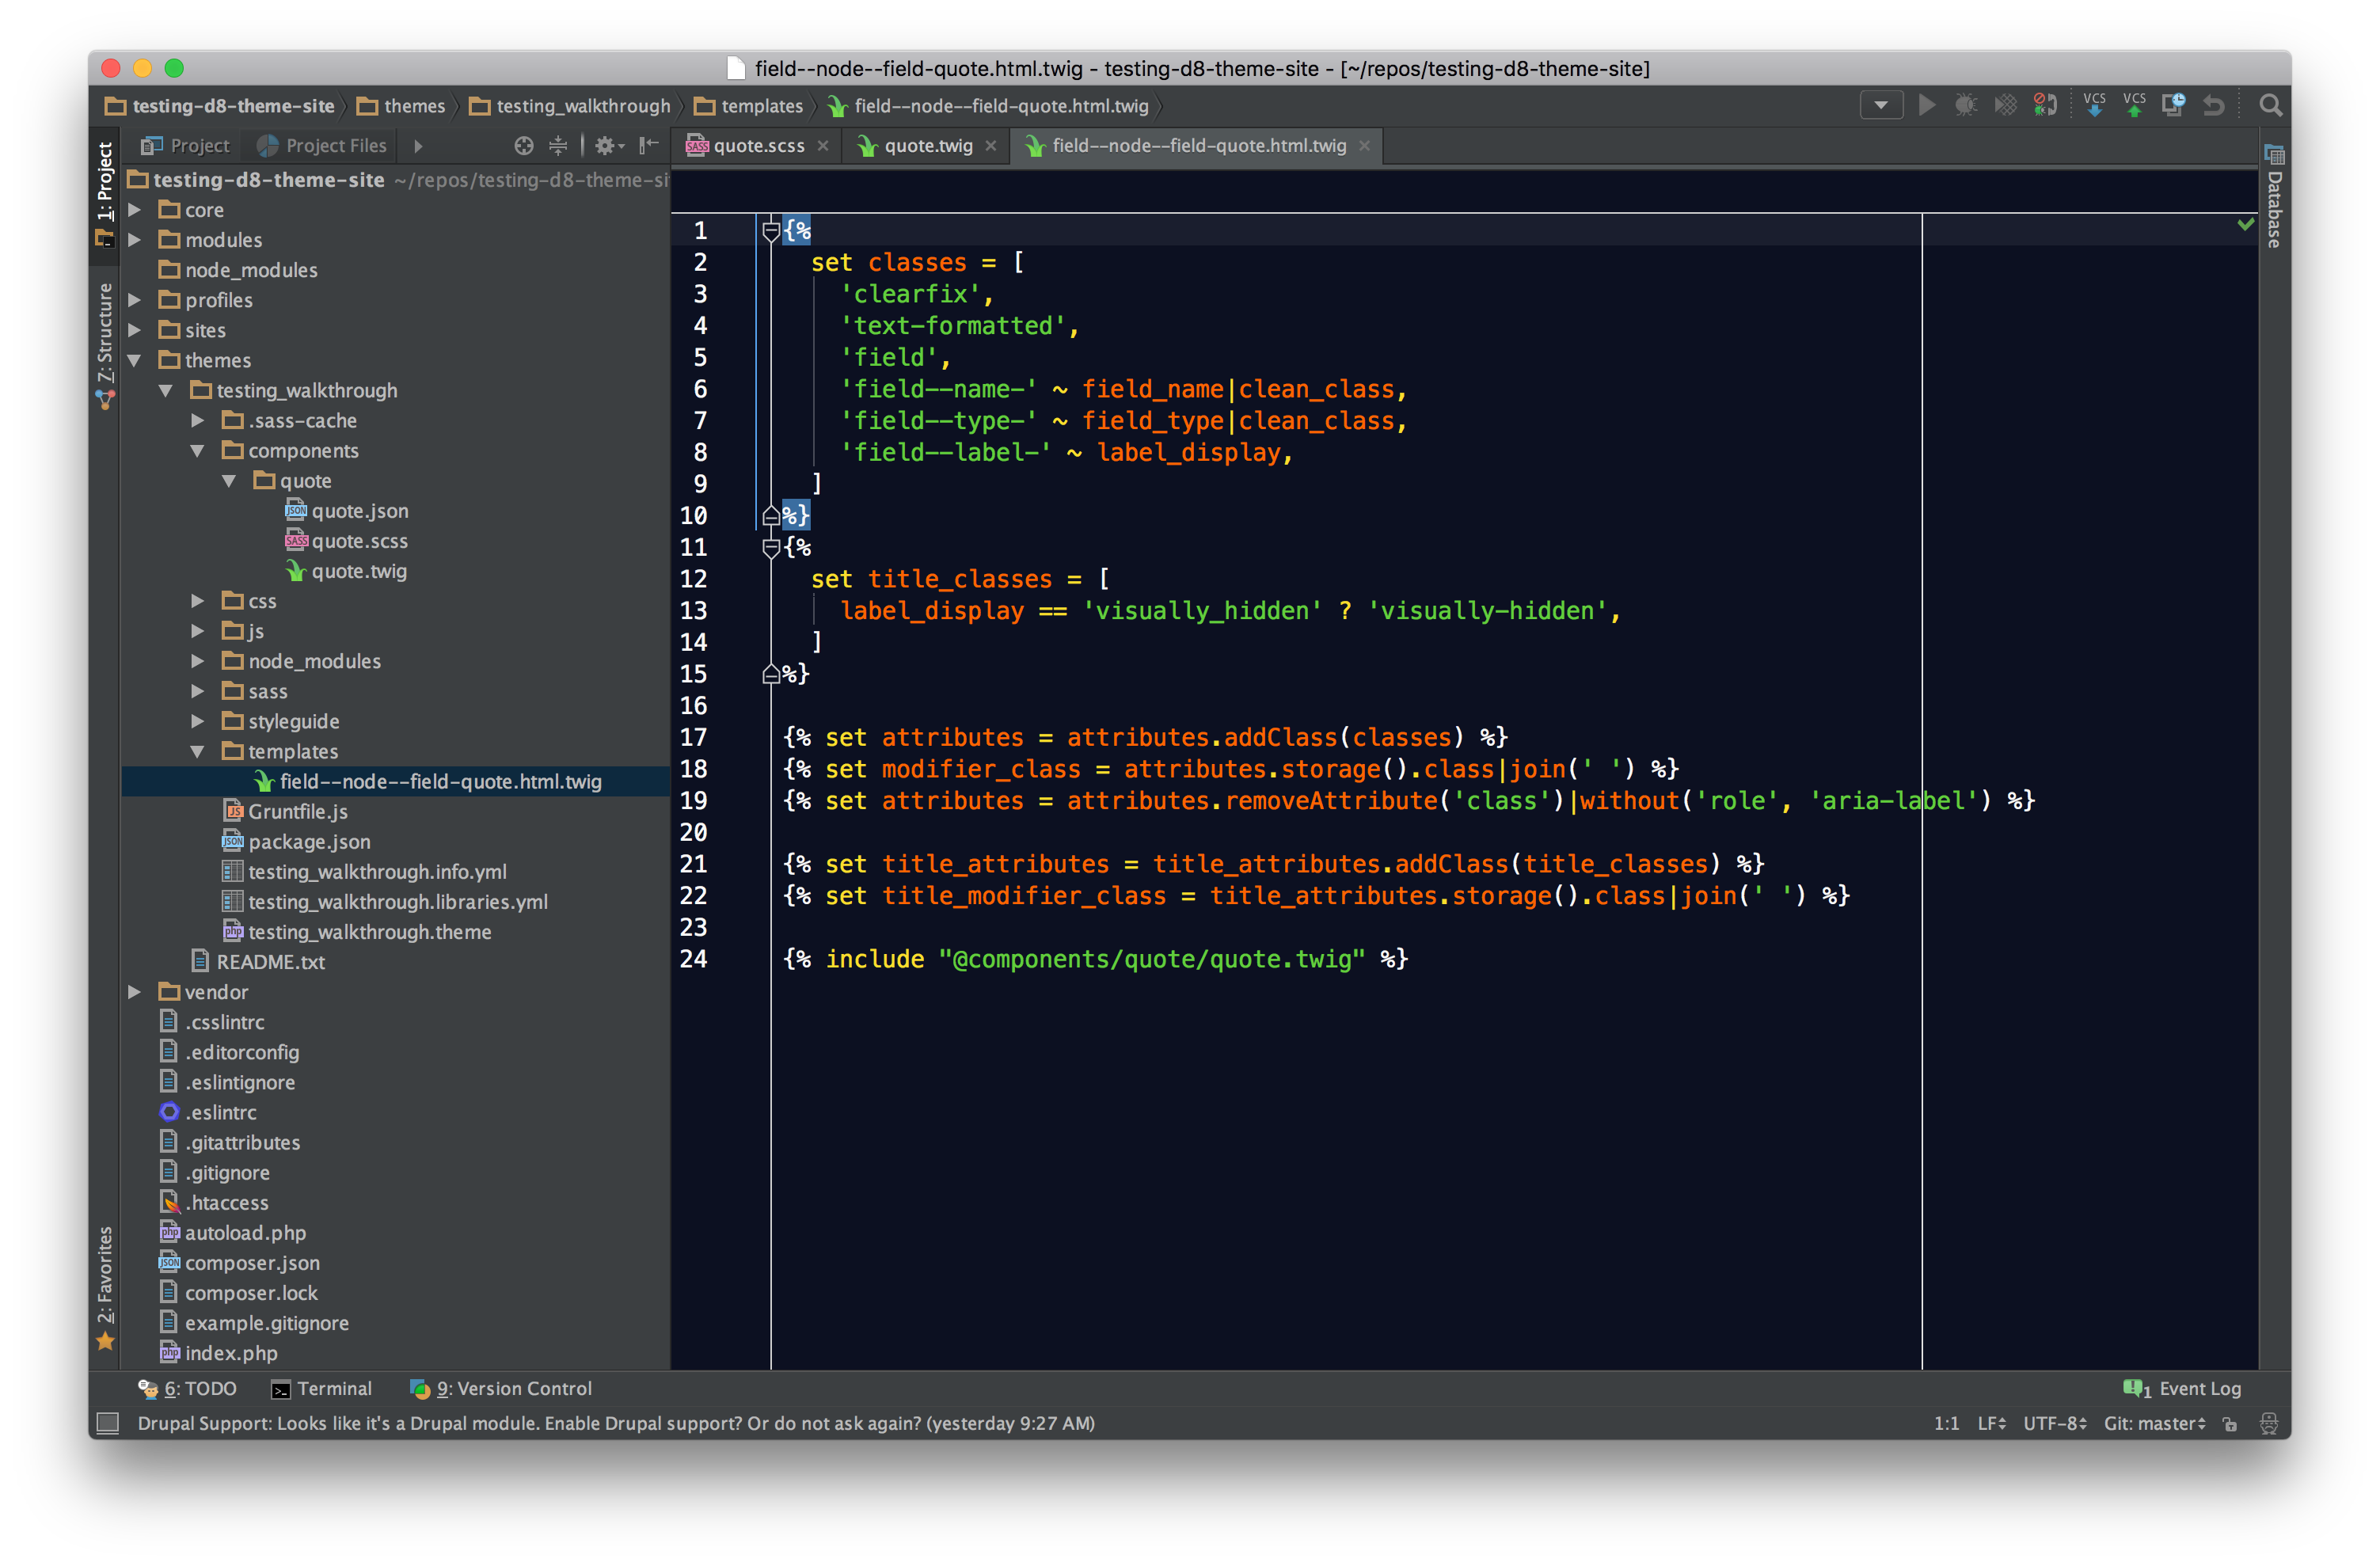 field--node--field-quote.html.twig - testing-d8-theme-site - [~/repos/testing-d8-theme-site]
testing-d8-theme-site themes testing_walkthrough templates field--node--field-quote.html.twig VCS VCS
Project Project Files quote.scss quote.twig field--node--field-quote.html.twig
1: Project
7: Structure
2: Favorites
Database
testing-d8-theme-site ~/repos/testing-d8-theme-si
core
modules
node_modules
profiles
sites
themes
testing_walkthrough
.sass-cache
components
quote
JSON quote.json
SASS quote.scss
quote.twig
css
js
node_modules
sass
styleguide
templates
field--node--field-quote.html.twig
JS Gruntfile.js
JSON package.json
testing_walkthrough.info.yml
testing_walkthrough.libraries.yml
php testing_walkthrough.theme
README.txt
vendor
.csslintrc
.editorconfig
.eslintignore
.eslintrc
.gitattributes
.gitignore
.htaccess
php autoload.php
JSON composer.json
composer.lock
example.gitignore
php index.php
1 {%
2   set classes = [
3     'clearfix',
4     'text-formatted',
5     'field',
6     'field--name-' ~ field_name|clean_class,
7     'field--type-' ~ field_type|clean_class,
8     'field--label-' ~ label_display,
9   ]
10 %}
11 {%
12   set title_classes = [
13     label_display == 'visually_hidden' ? 'visually-hidden',
14   ]
15 %}
16
17 {% set attributes = attributes.addClass(classes) %}
18 {% set modifier_class = attributes.storage().class|join(' ') %}
19 {% set attributes = attributes.removeAttribute('class')|without('role', 'aria-label') %}
20
21 {% set title_attributes = title_attributes.addClass(title_classes) %}
22 {% set title_modifier_class = title_attributes.storage().class|join(' ') %}
23
24 {% include "@components/quote/quote.twig" %}
6: TODO Terminal 9: Version Control 1 Event Log
Drupal Support: Looks like it's a Drupal module. Enable Drupal support? Or do not ask again? (yesterday 9:27 AM) 1:1 LF UTF-8 Git: master